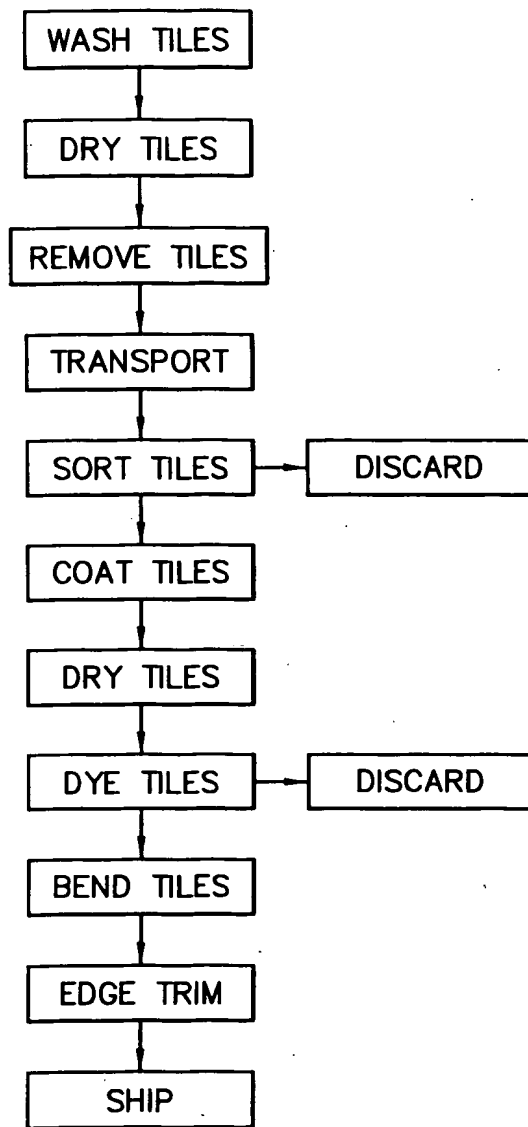 WASH TILES
DRY TILES
REMOVE TILES
TRANSPORT
SORT TILES
DISCARD
COAT TILES
DRY TILES
DYE TILES
DISCARD
BEND TILES
EDGE TRIM
SHIP